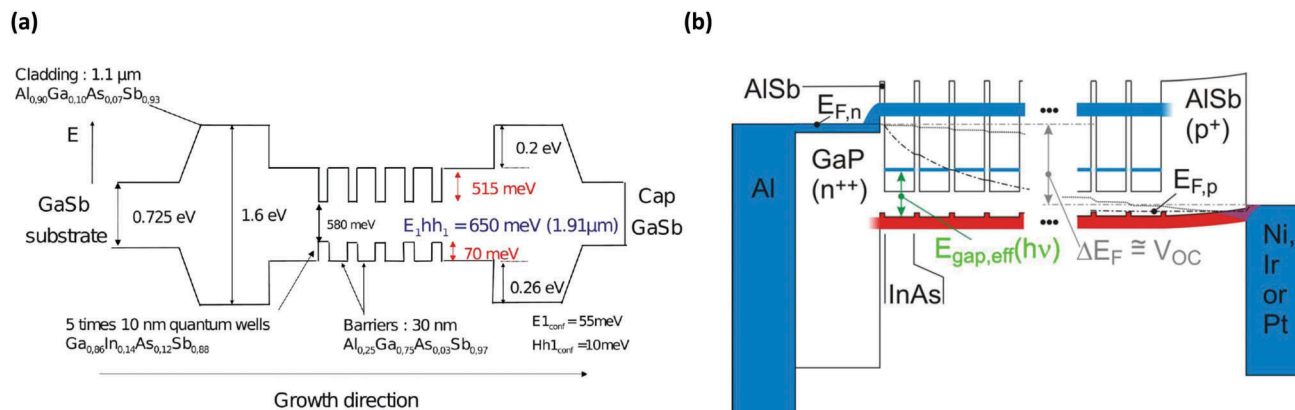 (a)
Cladding : 1.1 μm
Al0,90Ga0,10As0,07Sb0,93
E
GaSb
substrate
0.725 eV
1.6 eV
580 meV
515 meV
E1hh1 = 650 meV (1.91μm)
70 meV
0.2 eV
0.26 eV
Cap
GaSb
5 times 10 nm quantum wells
Ga0,86In0,14As0,12Sb0,88
Barriers : 30 nm
Al0,25Ga0,75As0,03Sb0,97
E1conf = 55meV
Hh1conf = 10meV
Growth direction
(b)
AlSb
EF,n
GaP
(n++)
Al
AlSb
(p+)
EF,p
Egap,eff(hν)
ΔEF ≅ VOC
InAs
Ni,
Ir
or
Pt